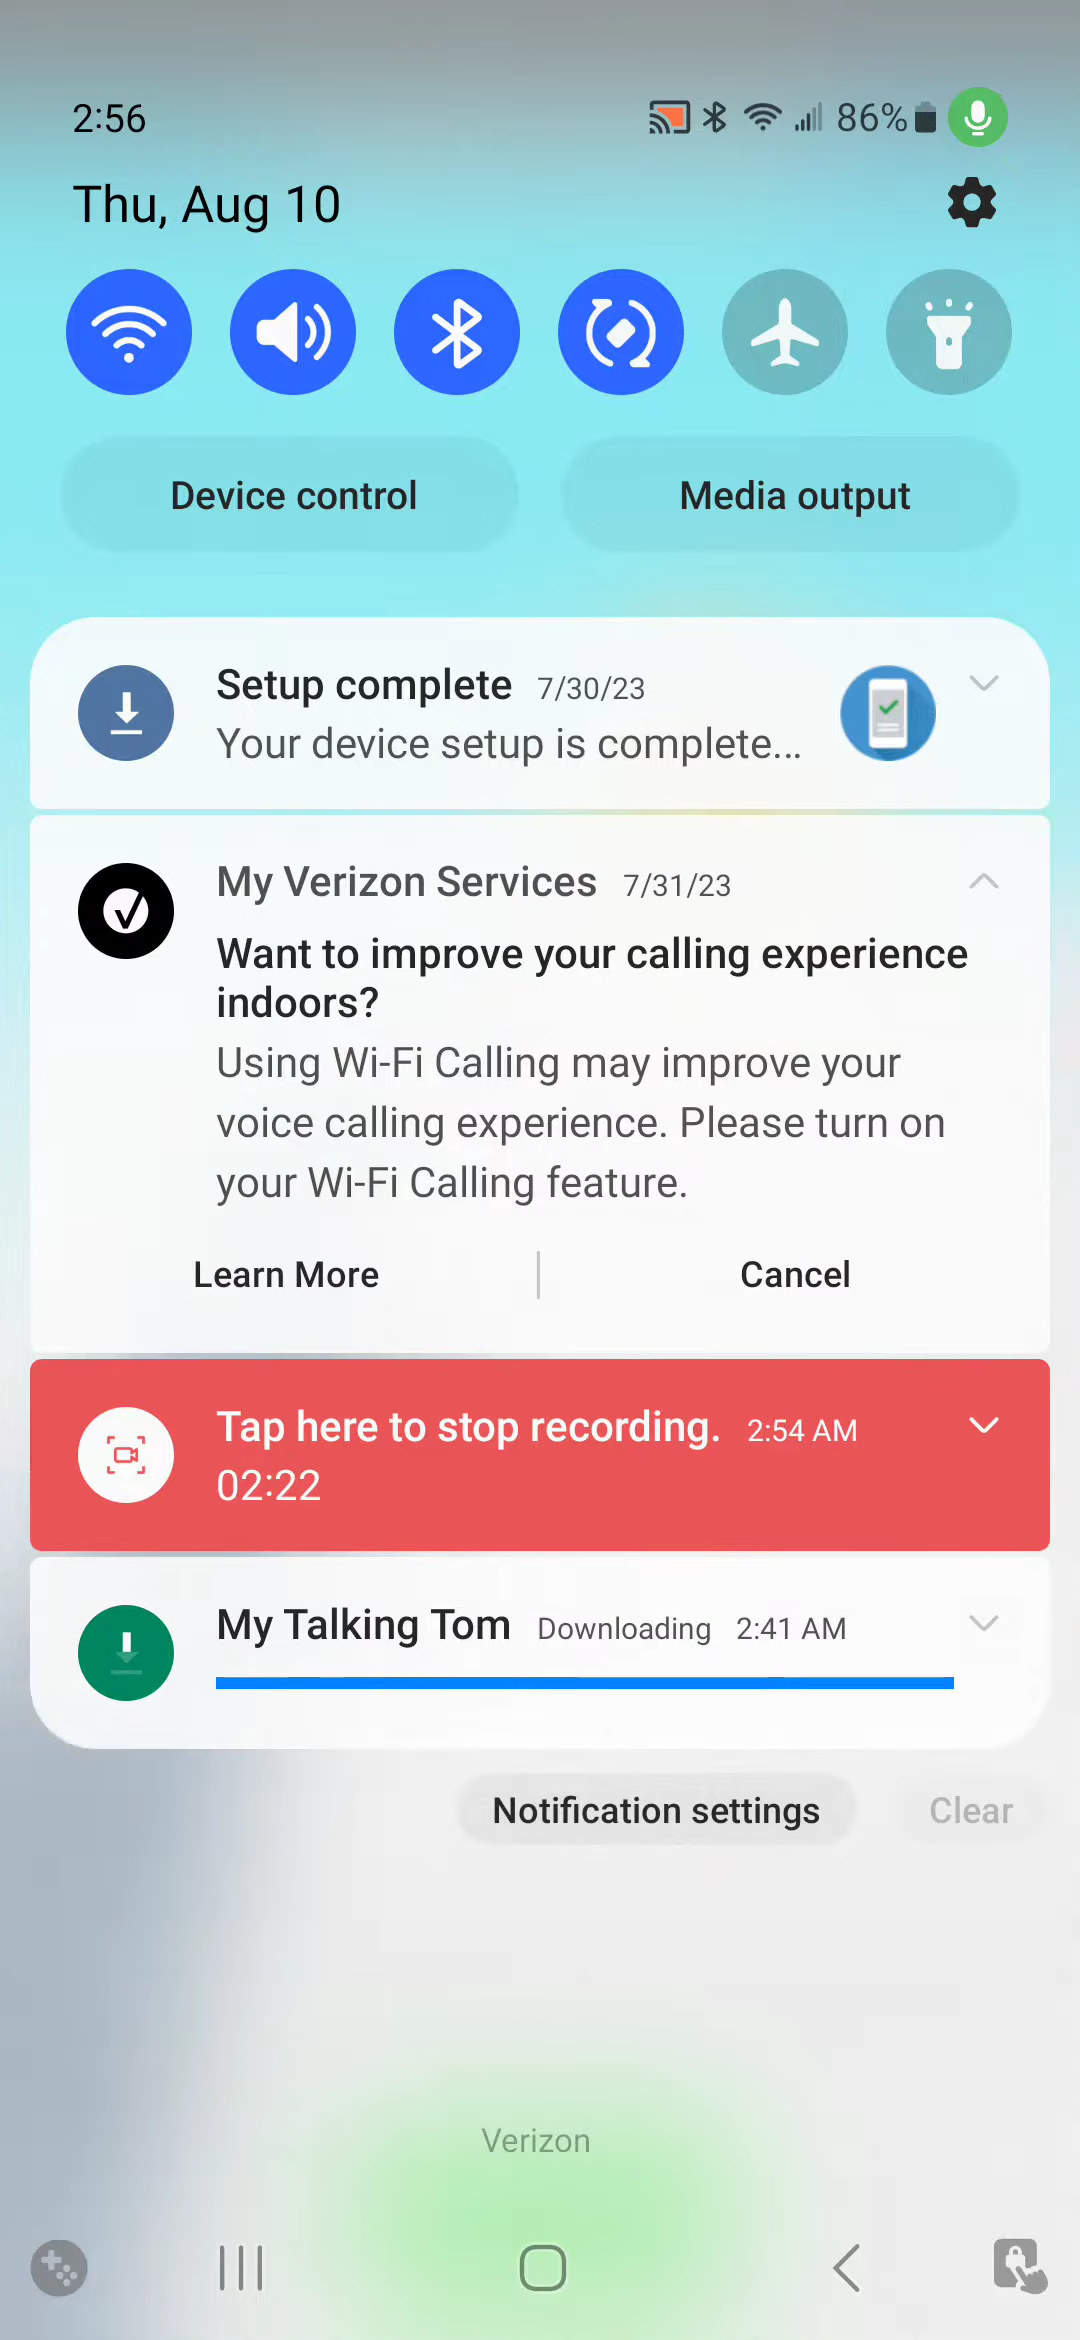 2:56
86%
Thu, Aug 10
Device control
Media output
Setup complete 7/30/23
Your device setup is complete...
My Verizon Services 7/31/23
Want to improve your calling experience
indoors?
Using Wi-Fi Calling may improve your
voice calling experience. Please turn on
your Wi-Fi Calling feature.
Learn More
Cancel
Tap here to stop recording. 2:54 AM
02:22
My Talking Tom Downloading 2:41 AM
Notification settings
Clear
Verizon